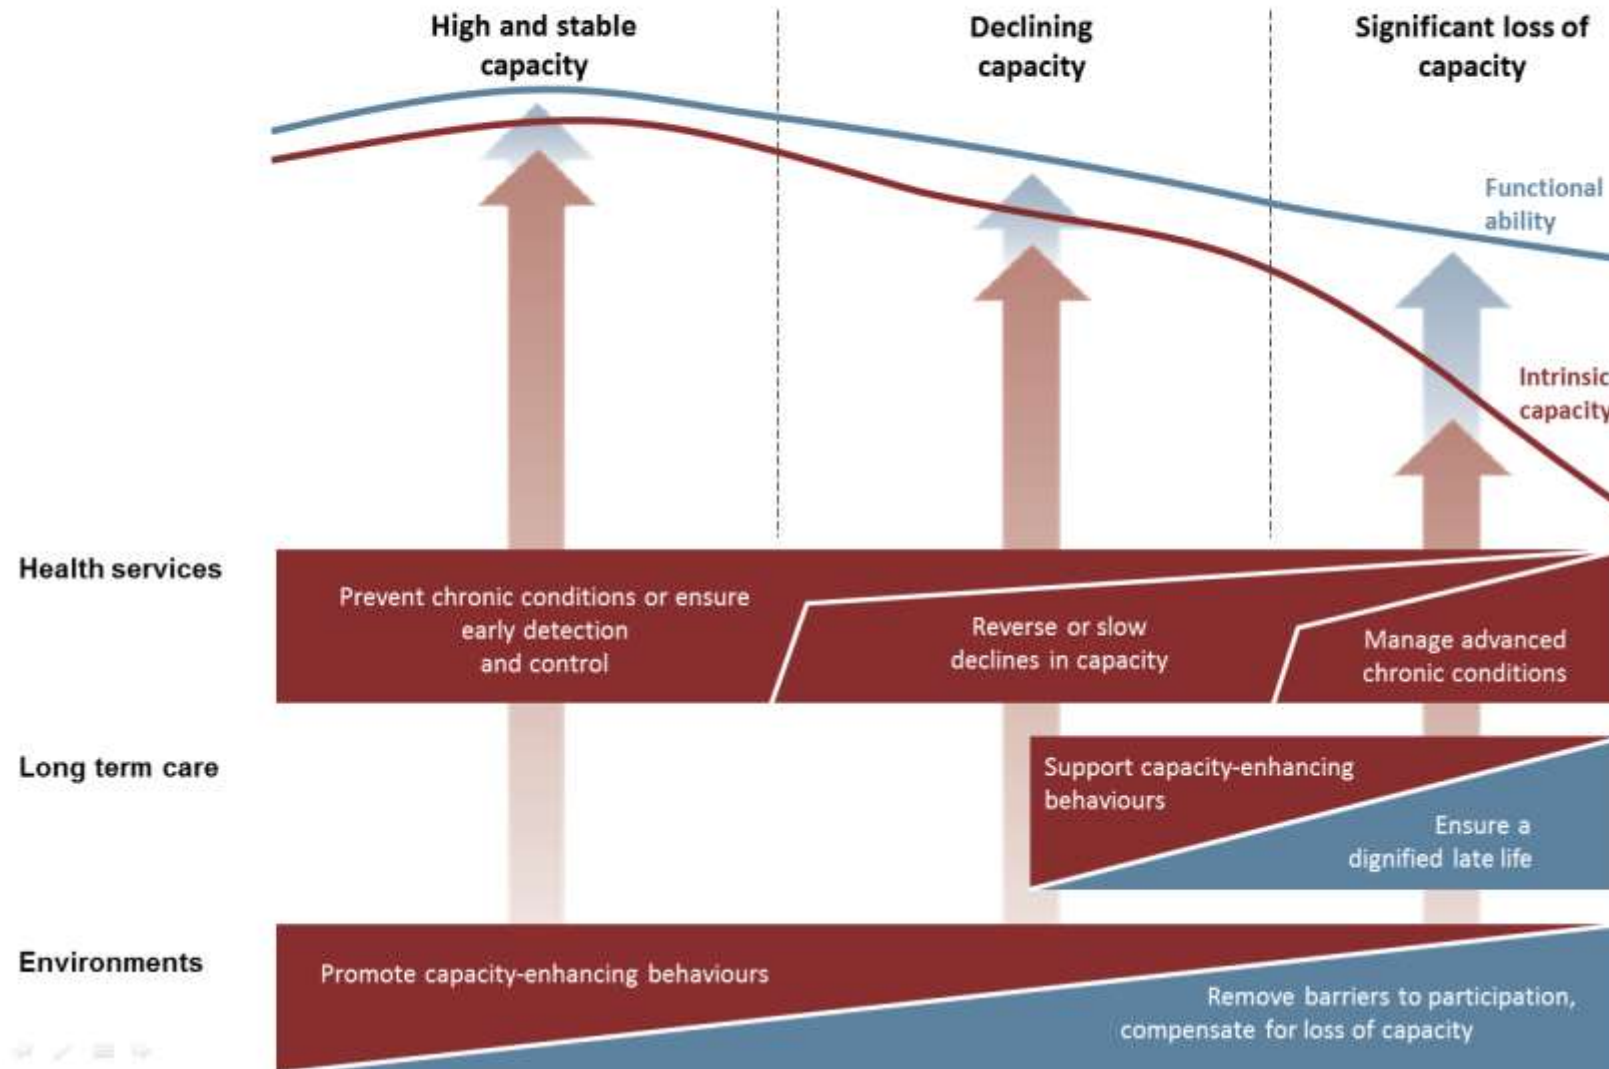 High and stable
capacity
Declining
capacity
Significant loss of
capacity
Functional
ability
Intrinsic
capacity
Health services
Prevent chronic conditions or ensure
early detection
and control
Reverse or slow
declines in capacity
Manage advanced
chronic conditions
Long term care
Support capacity-enhancing
behaviours
Ensure a
dignified late life
Environments
Promote capacity-enhancing behaviours
Remove barriers to participation,
compensate for loss of capacity